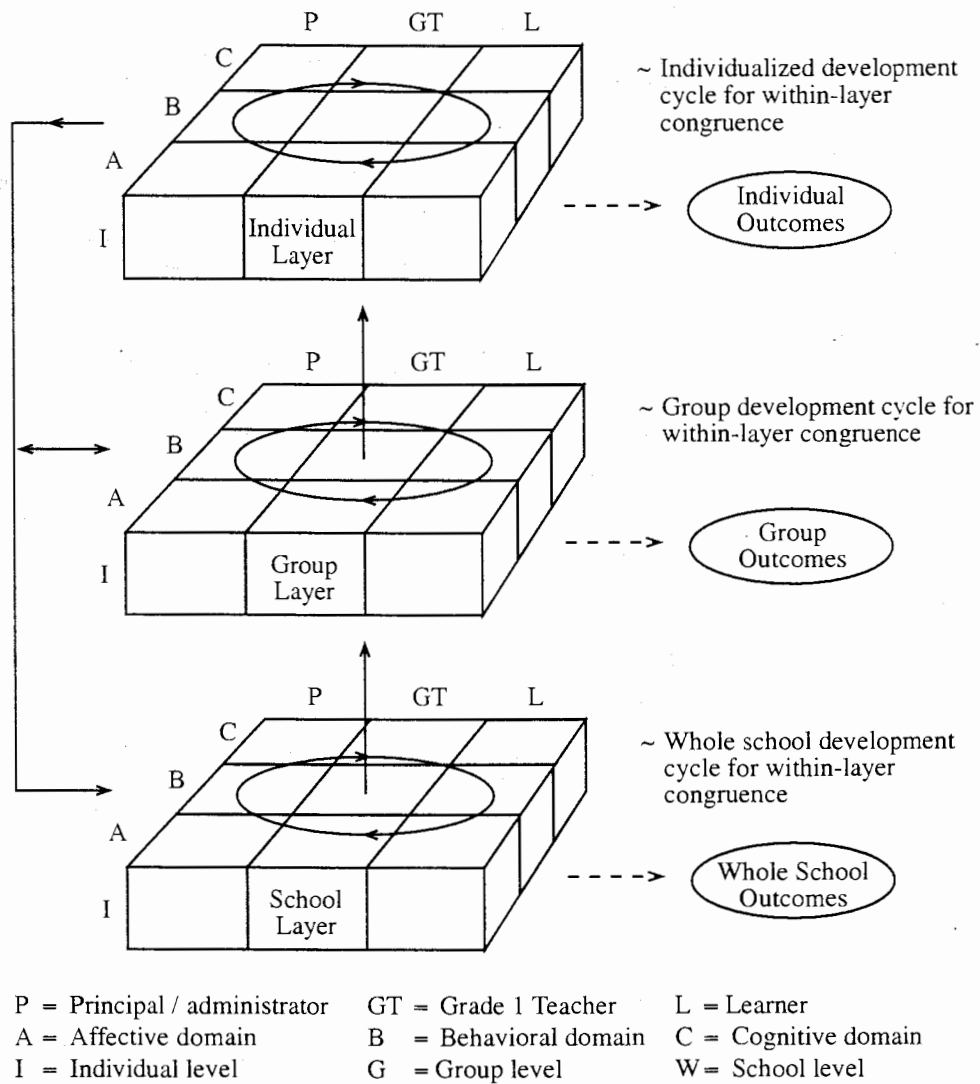 P GT L
C
B
A
I
Individual
Layer
~ Individualized development
cycle for within-layer
congruence
Individual
Outcomes
P GT L
C
B
A
I
Group
Layer
~ Group development cycle for
within-layer congruence
Group
Outcomes
P GT L
C
B
A
I
School
Layer
~ Whole school development
cycle for within-layer
congruence
Whole School
Outcomes
P = Principal / administrator GT = Grade 1 Teacher L = Learner
A = Affective domain B = Behavioral domain C = Cognitive domain
I = Individual level G = Group level W = School level